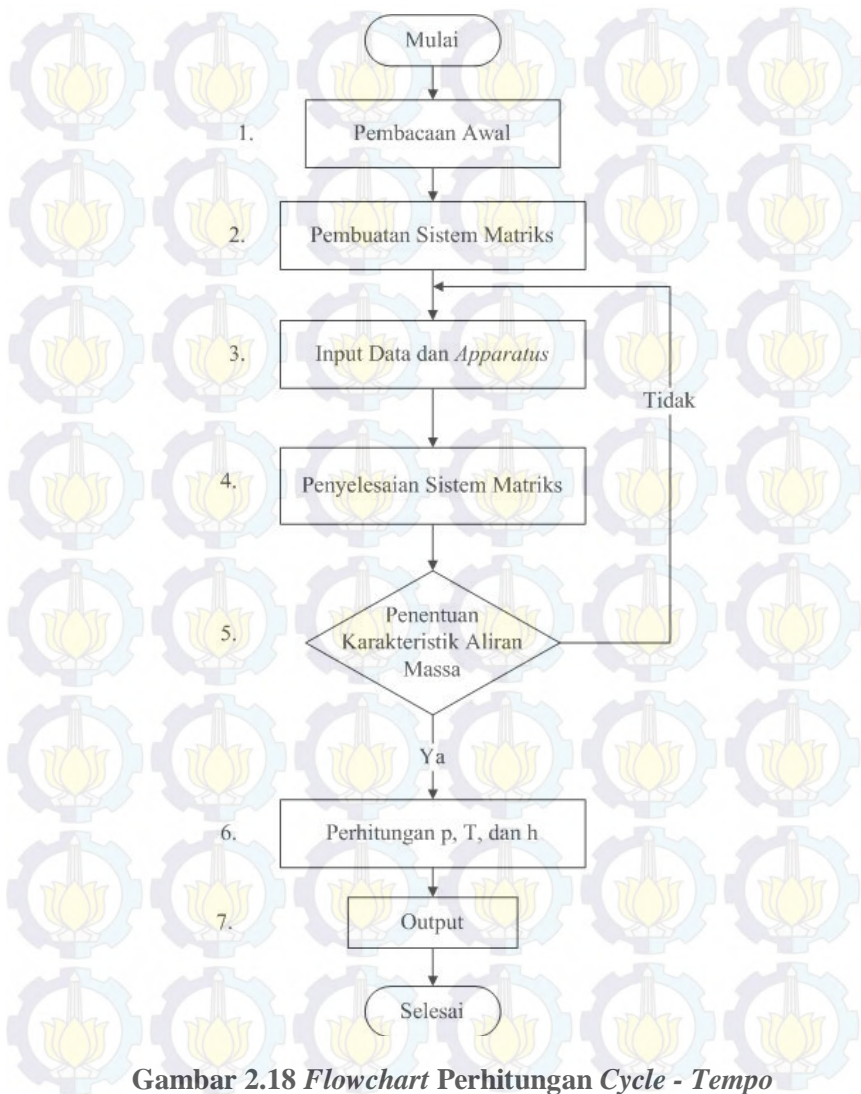 Mulai
1. Pembacaan Awal
2. Pembuatan Sistem Matriks
3. Input Data dan Apparatus
Tidak
4. Penyelesaian Sistem Matriks
5. Penentuan
Karakteristik Aliran
Massa
Ya
6. Perhitungan p, T, dan h
7. Output
Selesai
Gambar 2.18 Flowchart Perhitungan Cycle - Tempo